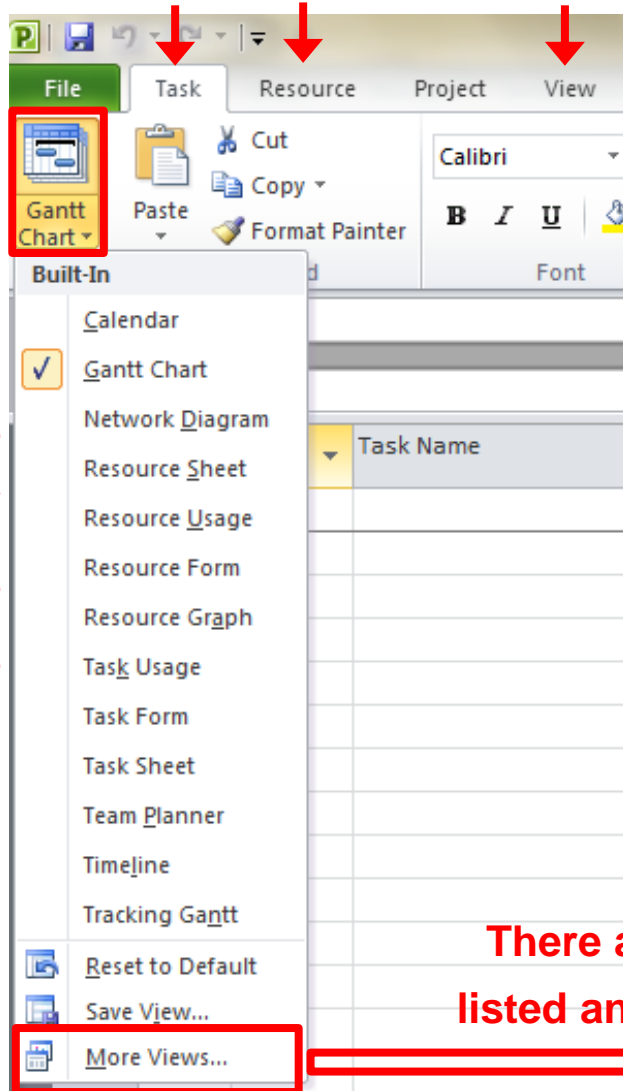 P
File Task Resource Project View
Gantt Chart
Paste
Cut
Copy
Format Painter
Calibri
B I U
Font
Built-In
Calendar
Gantt Chart
Network Diagram
Resource Sheet
Resource Usage
Resource Form
Resource Graph
Task Usage
Task Form
Task Sheet
Team Planner
Timeline
Tracking Gantt
Reset to Default
Save View...
More Views...
Task Name
There
listed